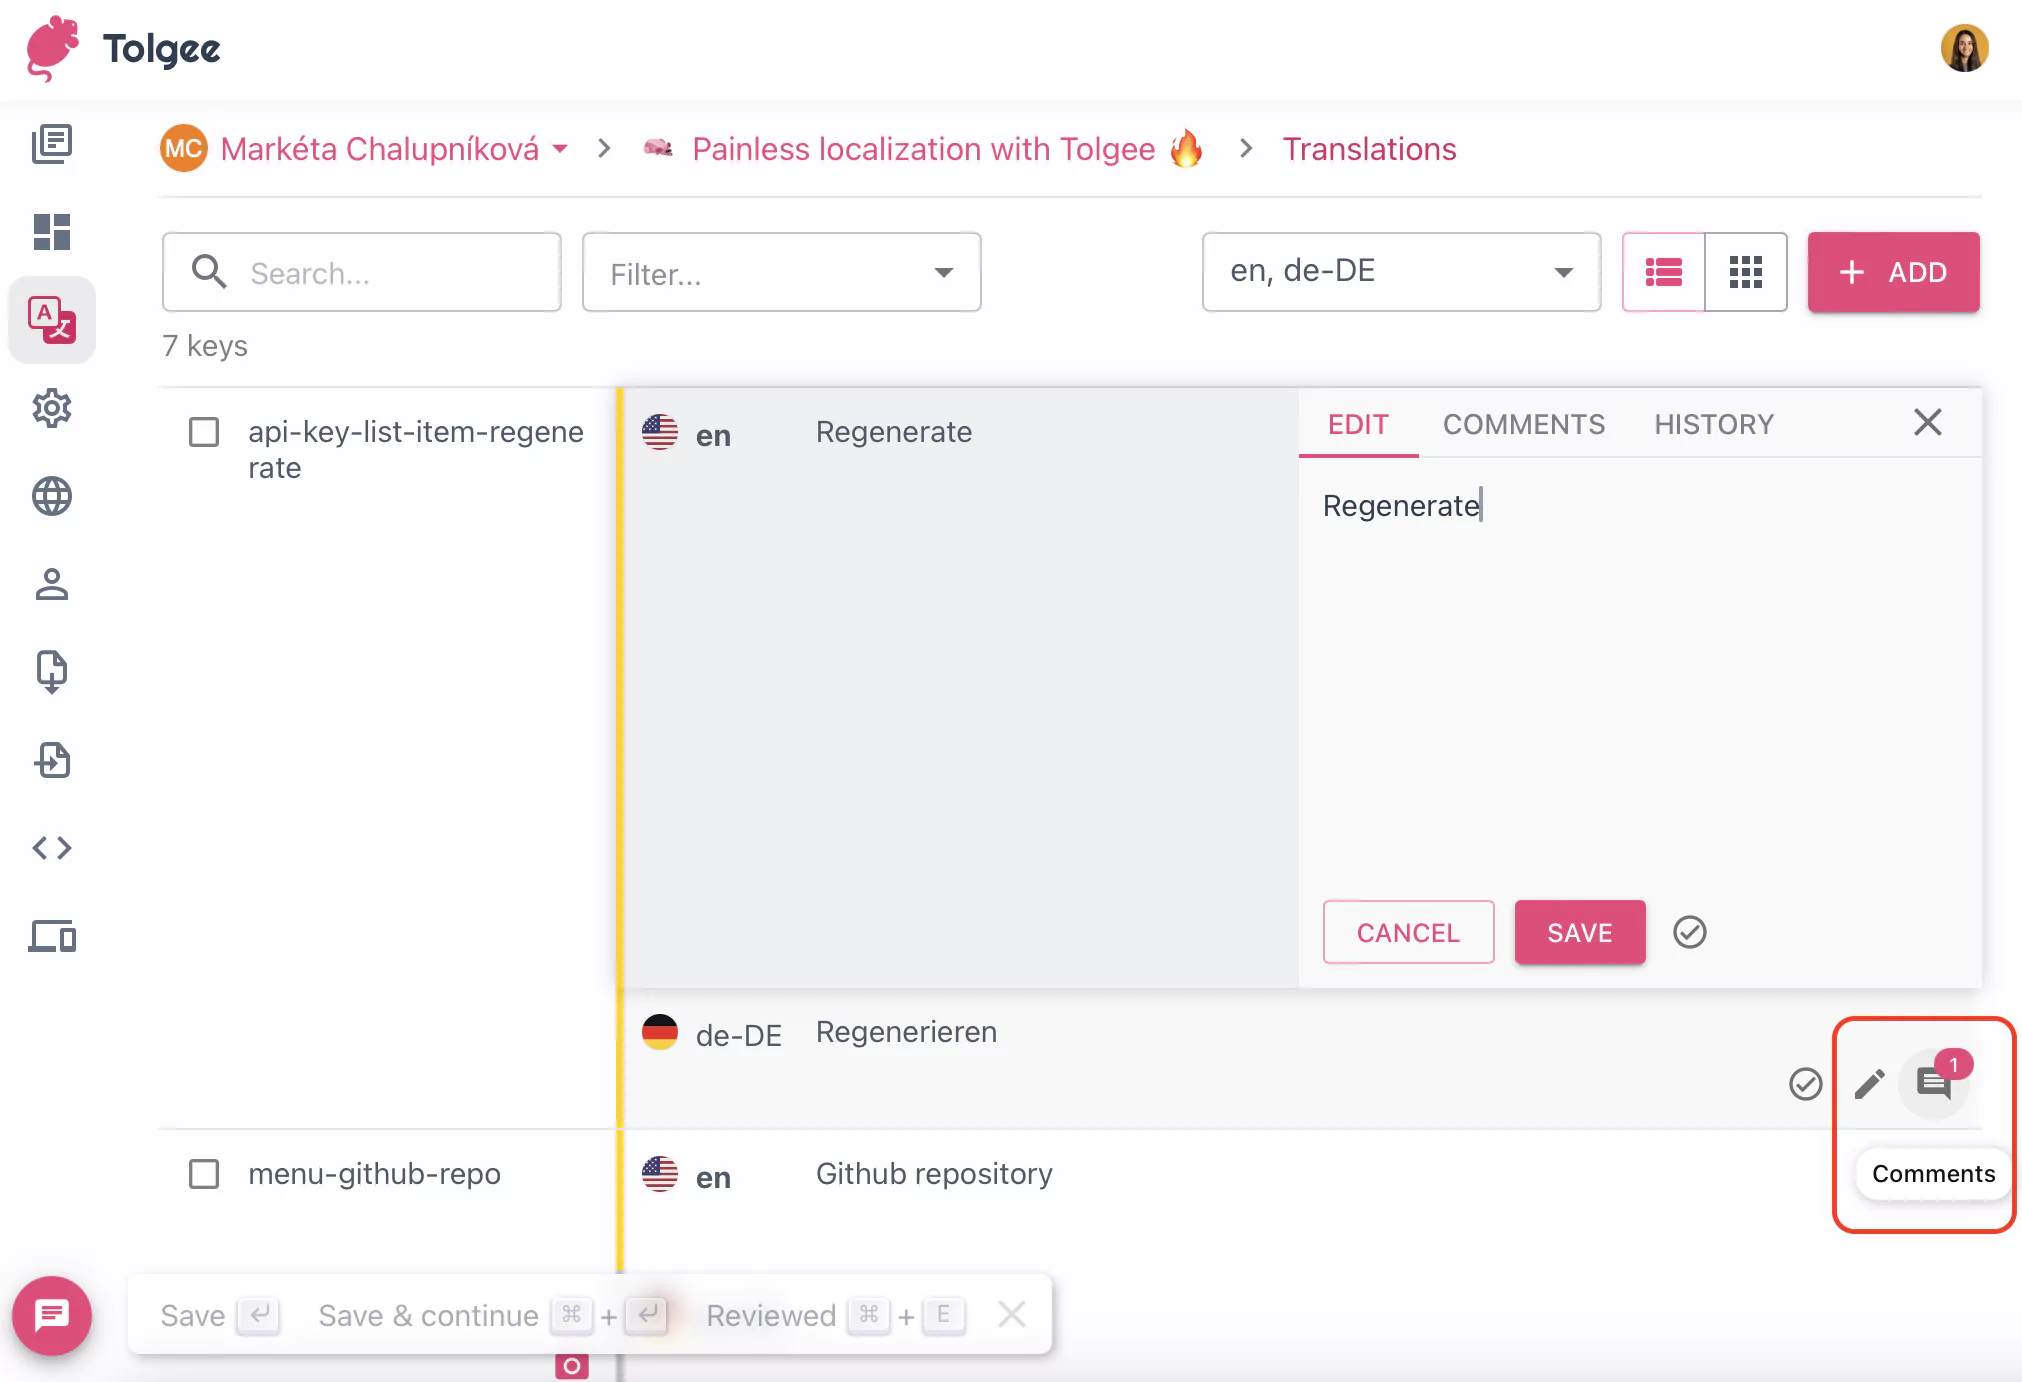 Tolgee
MC Markéta Chalupníková > Painless localization with Tolgee > Translations
Search...
Filter...
en, de-DE
+ ADD
7 keys
api-key-list-item-regene
rate
en
Regenerate
EDIT
COMMENTS
HISTORY
Regenerate
CANCEL
SAVE
de-DE
Regenerieren
1
menu-github-repo
en
Github repository
Comments
Save ↵ Save & continue ⌘ + ↵ Reviewed ⌘ + E